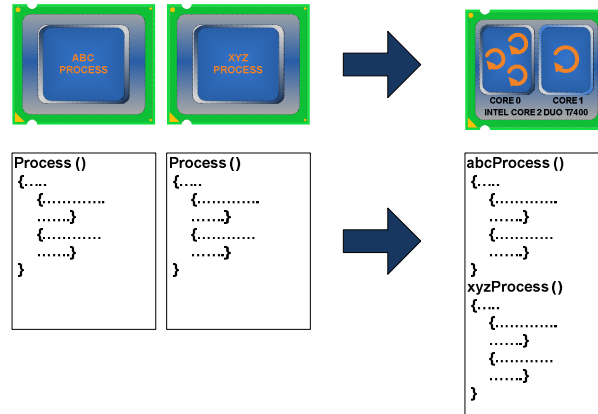 ABC
PROCESS
XYZ
PROCESS
CORE 0 CORE 1
INTEL CORE 2 DUO T7400
Process ()
{.....
{.............
.......}
{............
.......}
}
Process ()
{.....
{.............
.......}
{............
.......}
}
abcProcess ()
{.....
{.............
.......}
{............
.......}
}
xyzProcess ()
{.....
{.............
.......}
{............
.......}
}